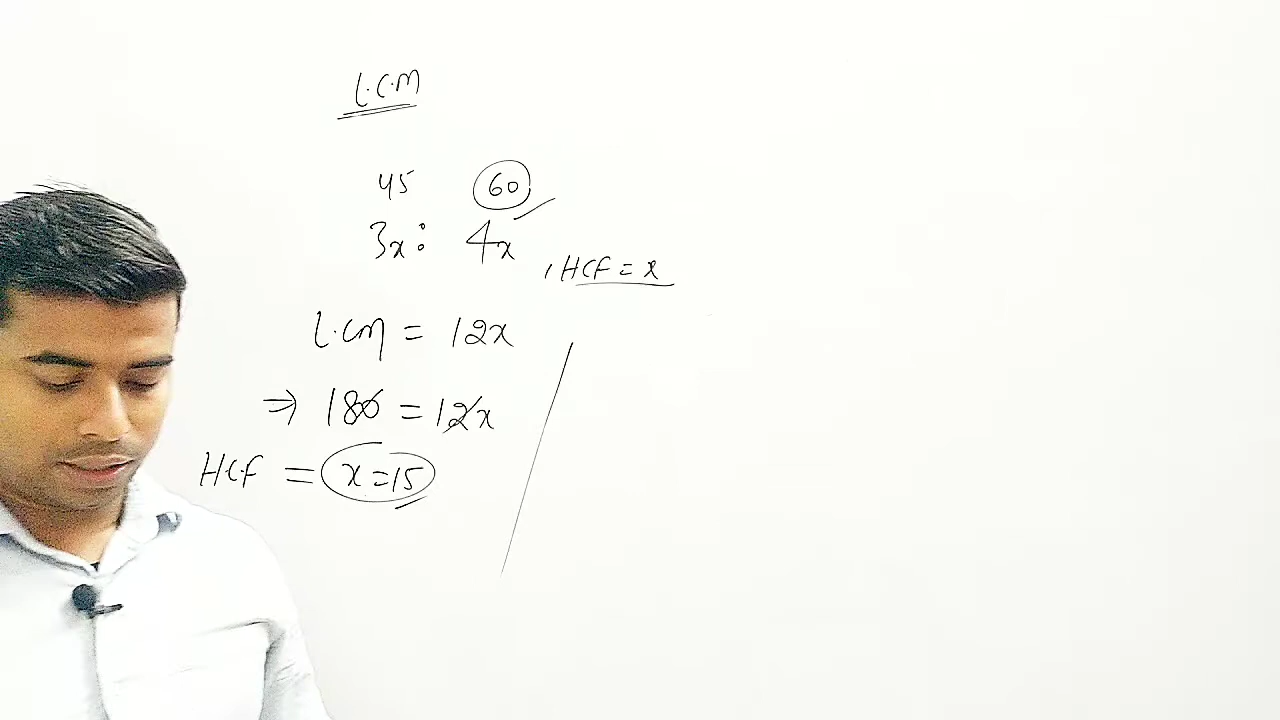 L.C.M
45 60
3x : 4x
, HCF = x
L.CM = 12x
⇒ 180 = 12x
HCF = x = 15